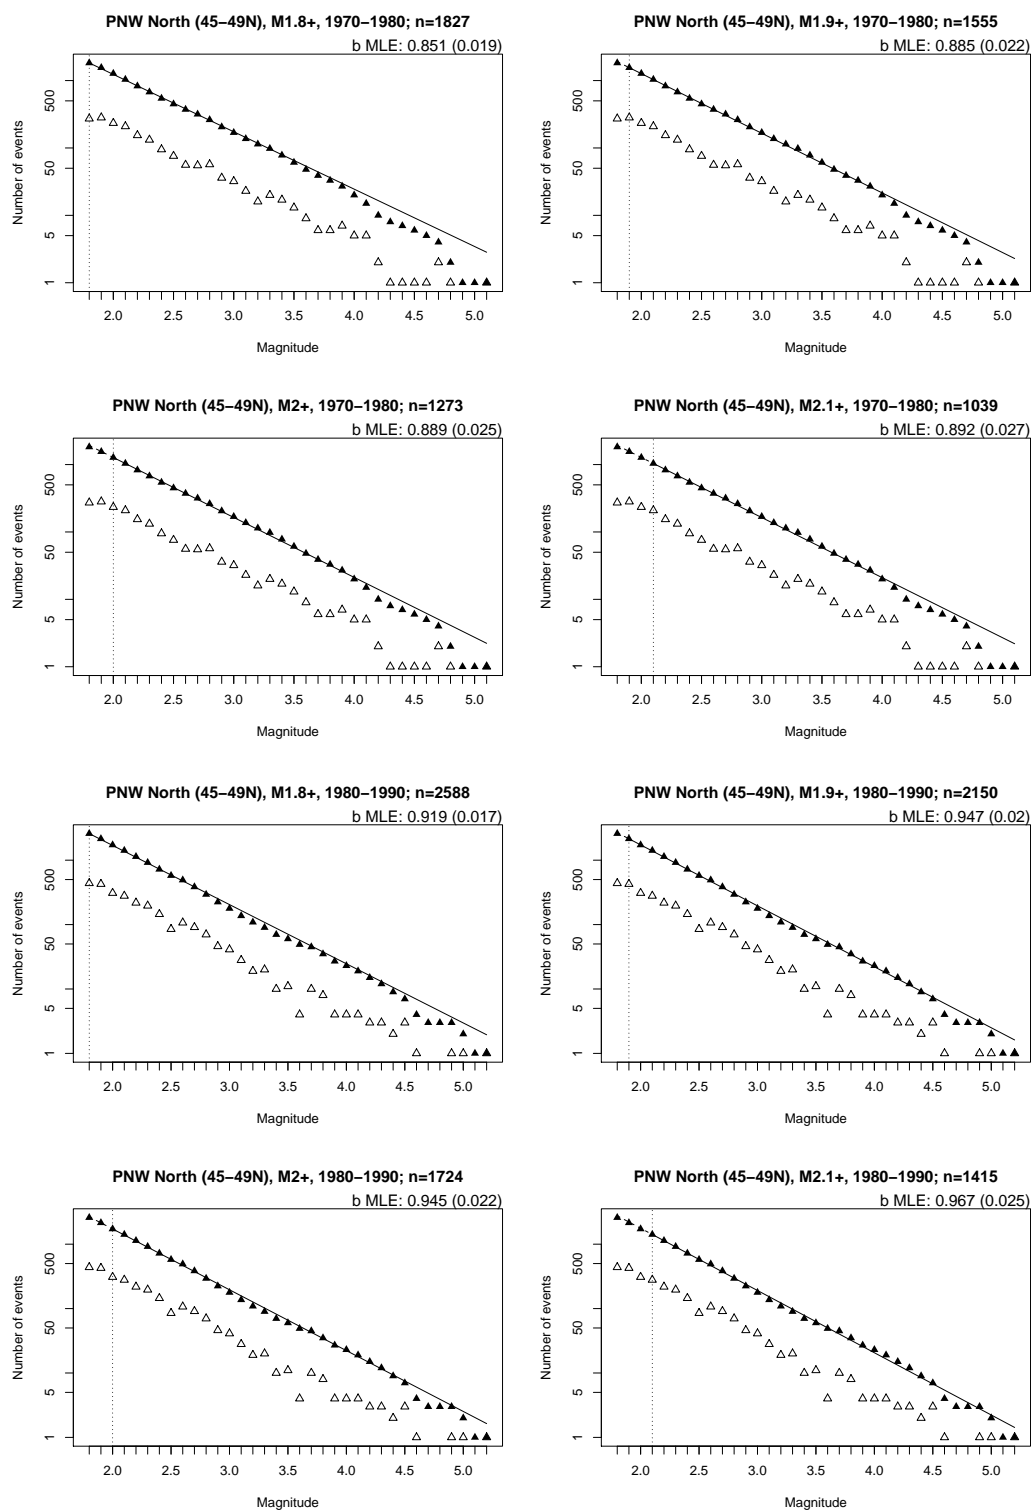 PNW North (45−49N), M1.8+, 1970−1980; n=1827
b MLE: 0.851 (0.019)
Number of events
500
50
5
1
2.0 2.5 3.0 3.5 4.0 4.5 5.0
Magnitude
PNW North (45−49N), M1.9+, 1970−1980; n=1555
b MLE: 0.885 (0.022)
Number of events
500
50
5
1
2.0 2.5 3.0 3.5 4.0 4.5 5.0
Magnitude
PNW North (45−49N), M2+, 1970−1980; n=1273
b MLE: 0.889 (0.025)
Number of events
500
50
5
1
2.0 2.5 3.0 3.5 4.0 4.5 5.0
Magnitude
PNW North (45−49N), M2.1+, 1970−1980; n=1039
b MLE: 0.892 (0.027)
Number of events
500
50
5
1
2.0 2.5 3.0 3.5 4.0 4.5 5.0
Magnitude
PNW North (45−49N), M1.8+, 1980−1990; n=2588
b MLE: 0.919 (0.017)
Number of events
500
50
5
1
2.0 2.5 3.0 3.5 4.0 4.5 5.0
Magnitude
PNW North (45−49N), M1.9+, 1980−1990; n=2150
b MLE: 0.947 (0.02)
Number of events
500
50
5
1
2.0 2.5 3.0 3.5 4.0 4.5 5.0
Magnitude
PNW North (45−49N), M2+, 1980−1990; n=1724
b MLE: 0.945 (0.022)
Number of events
500
50
5
1
2.0 2.5 3.0 3.5 4.0 4.5 5.0
Magnitude
PNW North (45−49N), M2.1+, 1980−1990; n=1415
b MLE: 0.967 (0.025)
Number of events
500
50
5
1
2.0 2.5 3.0 3.5 4.0 4.5 5.0
Magnitude